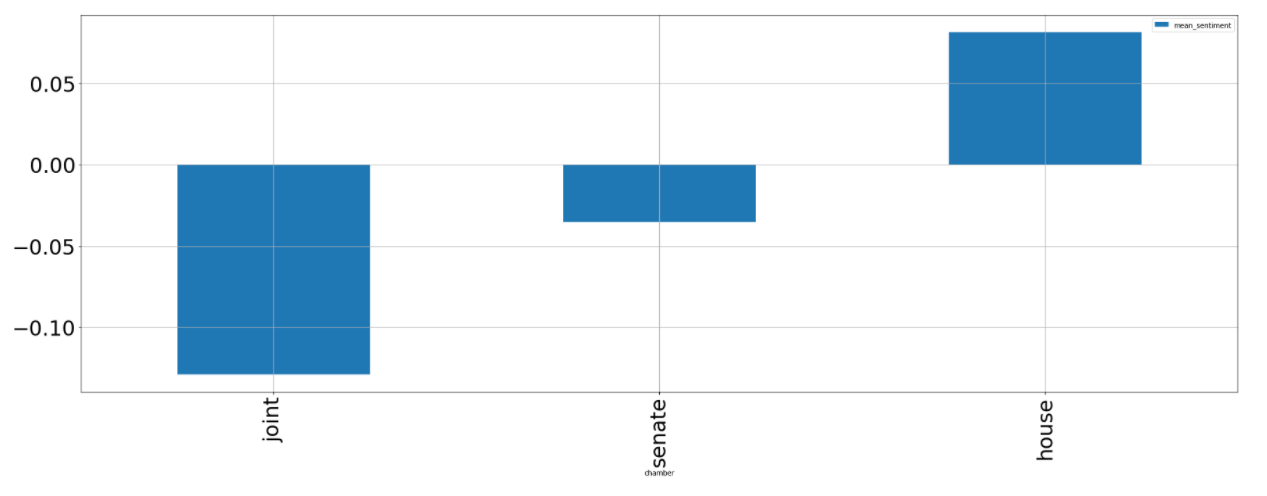 mean_sentiment
0.05
0.00
−0.05
−0.10
joint
senate
house
chamber